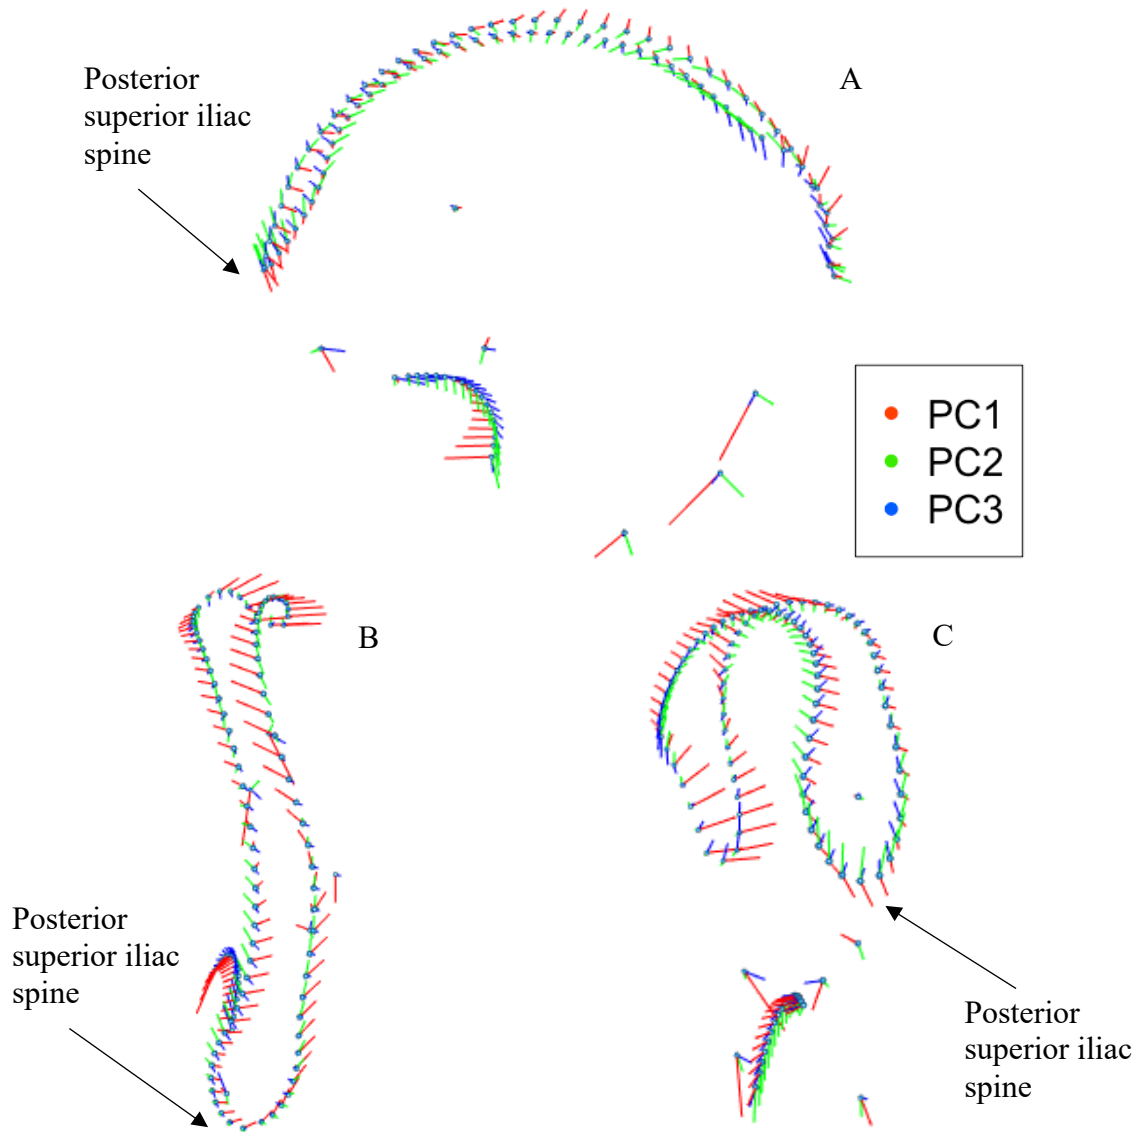 Posterior
superior iliac
spine
A
PC1
PC2
PC3
B
C
Posterior
superior iliac
spine
Posterior
superior iliac
spine